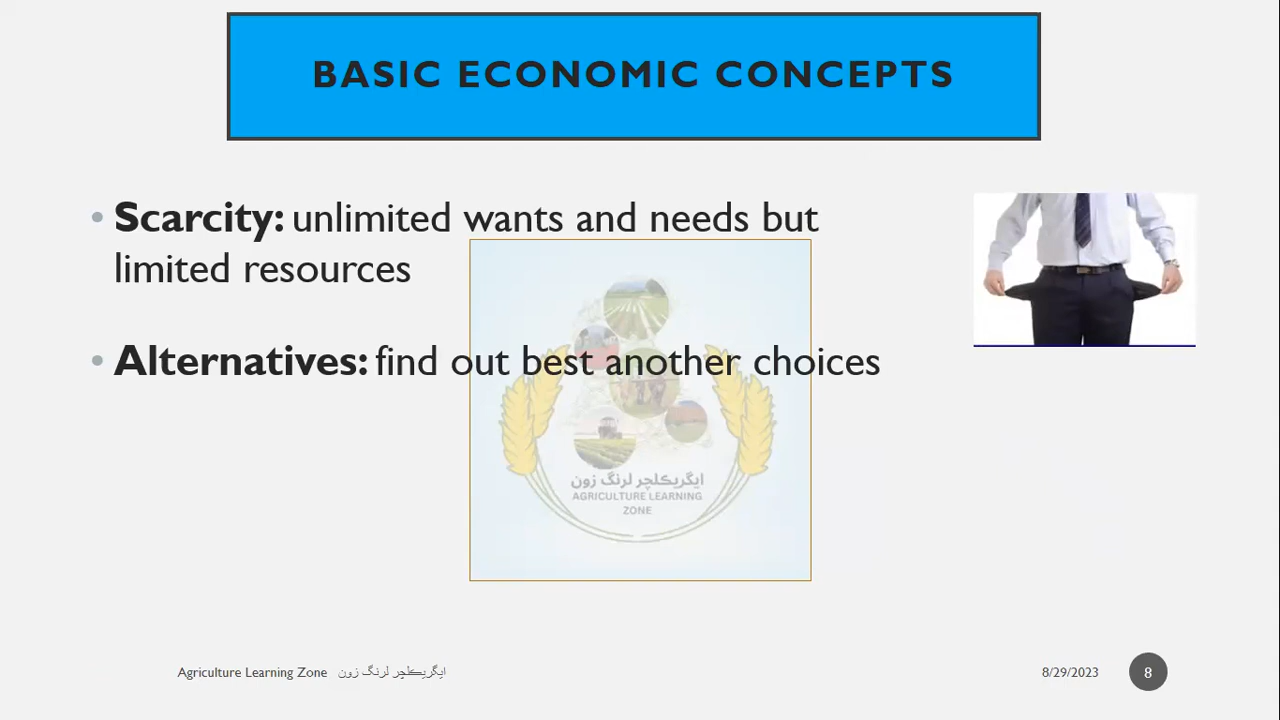 BASIC ECONOMIC CONCEPTS
• Scarcity: unlimited wants and needs but
limited resources
• Alternatives: find out best another choices
ایگریکلچر لرنگ زون
AGRICULTURE LEARNING
ZONE
Agriculture Learning Zone ایگریکلچر لرنگ زون
8/29/2023
8